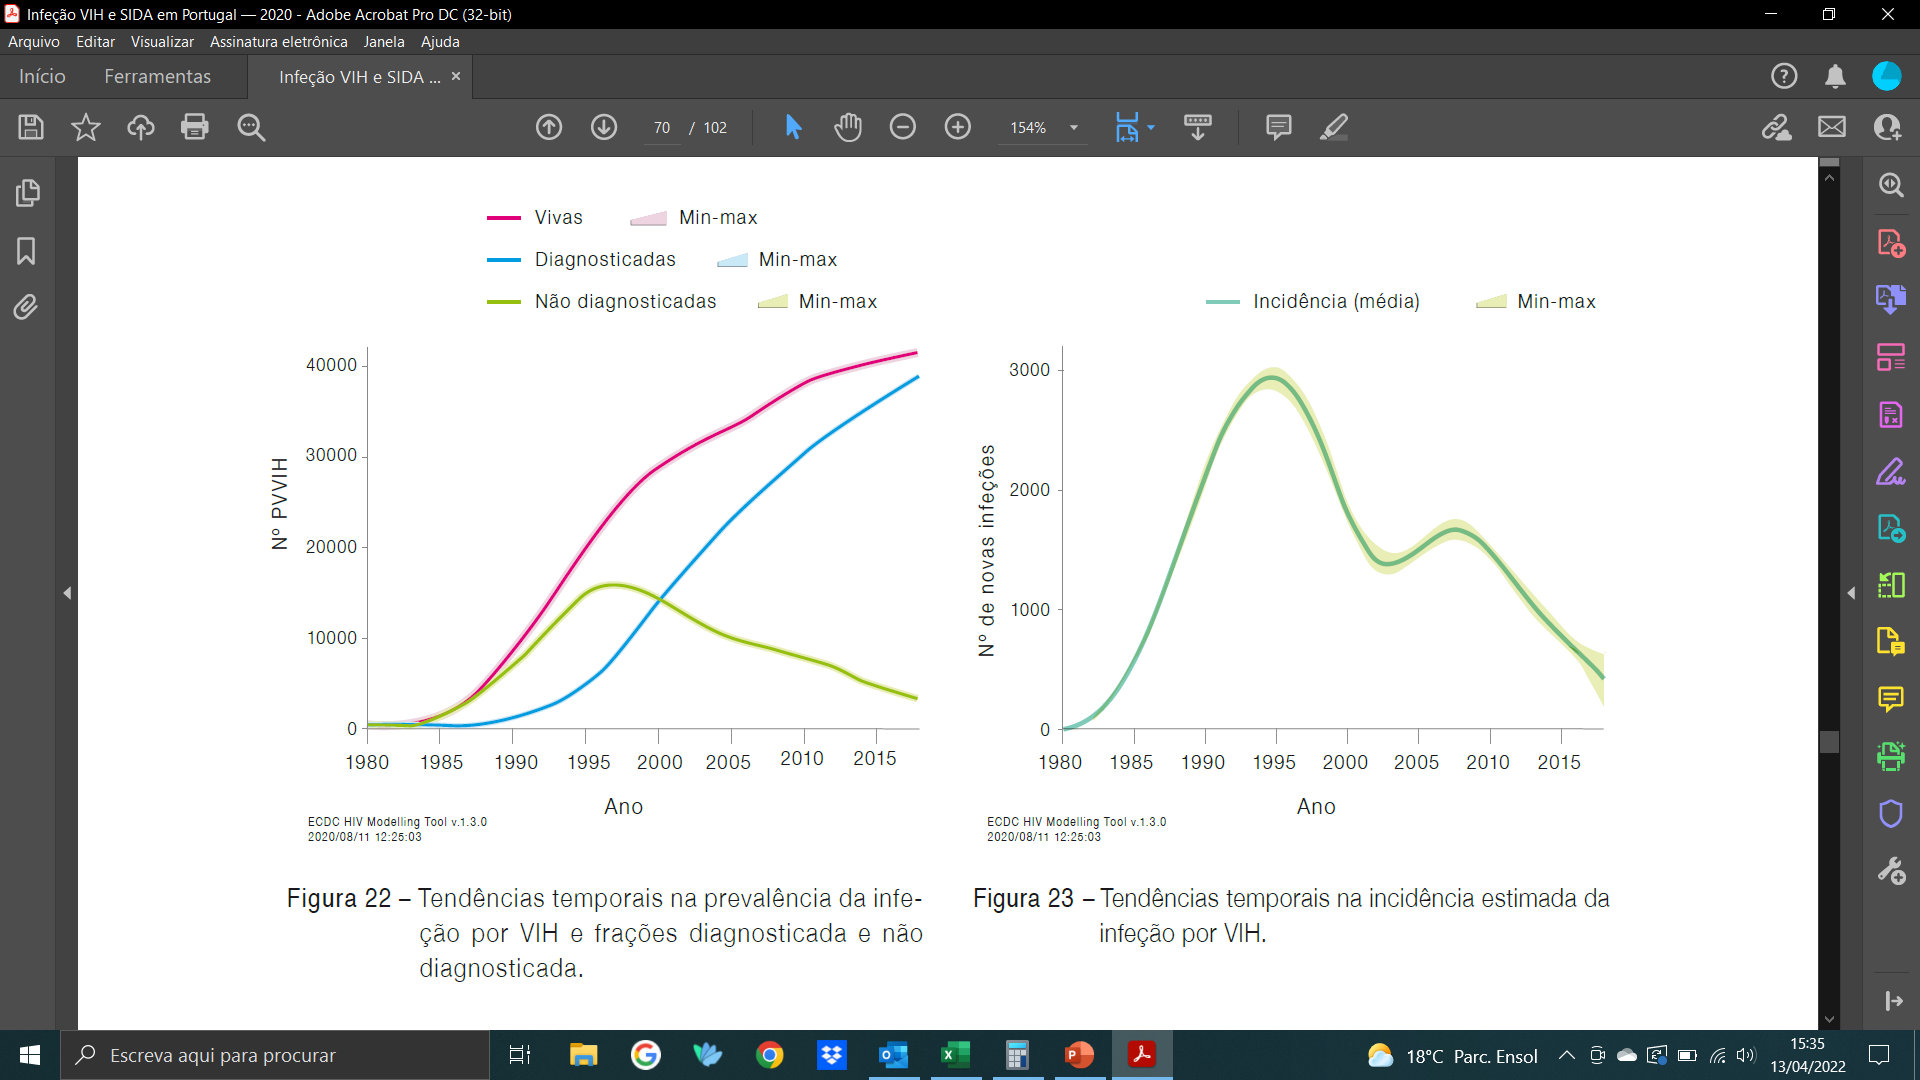 Infeção VIH e SIDA em Portugal — 2020 - Adobe Acrobat Pro DC (32-bit)
Arquivo Editar Visualizar Assinatura eletrônica Janela Ajuda
Início Ferramentas Infeção VIH e SIDA ...
70 / 102 154%
Vivas Min-max
Diagnosticadas Min-max
Não diagnosticadas Min-max
Nº PVVIH
40000
30000
20000
10000
0
1980 1985 1990 1995 2000 2005 2010 2015
Ano
ECDC HIV Modelling Tool v.1.3.0
2020/08/11 12:25:03
Figura 22 – Tendências temporais na prevalência da infe-
ção por VIH e frações diagnosticada e não
diagnosticada.
Incidência (média) Min-max
Nº de novas infeções
3000
2000
1000
0
1980 1985 1990 1995 2000 2005 2010 2015
Ano
ECDC HIV Modelling Tool v.1.3.0
2020/08/11 12:25:03
Figura 23 – Tendências temporais na incidência estimada da
infeção por VIH.
Escreva aqui para procurar
18°C Parc. Ensol
15:35
13/04/2022